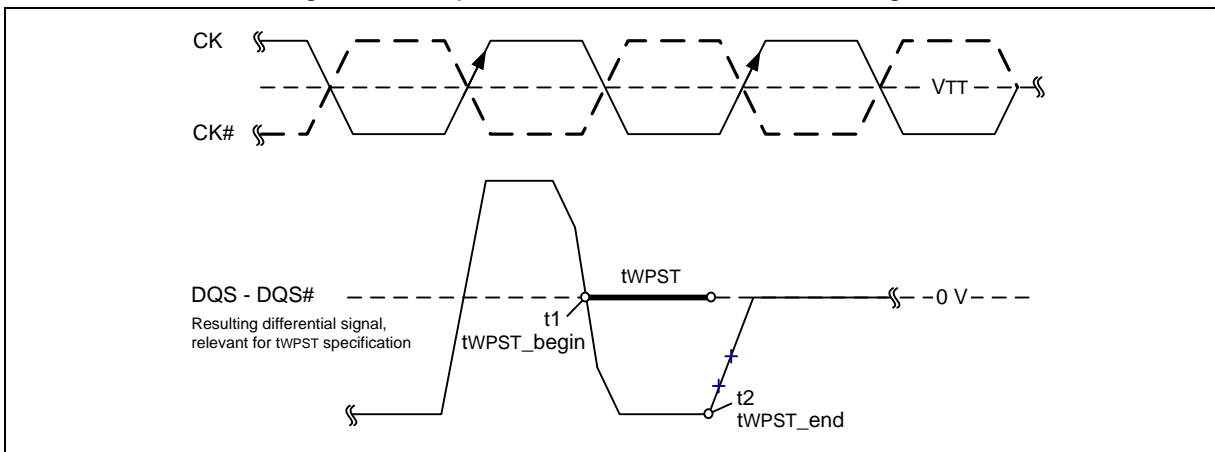 CK
VTT
CK#
tWPST
DQS - DQS#
0 V
Resulting differential signal,
relevant for tWPST specification
t1
tWPST_begin
t2
tWPST_end